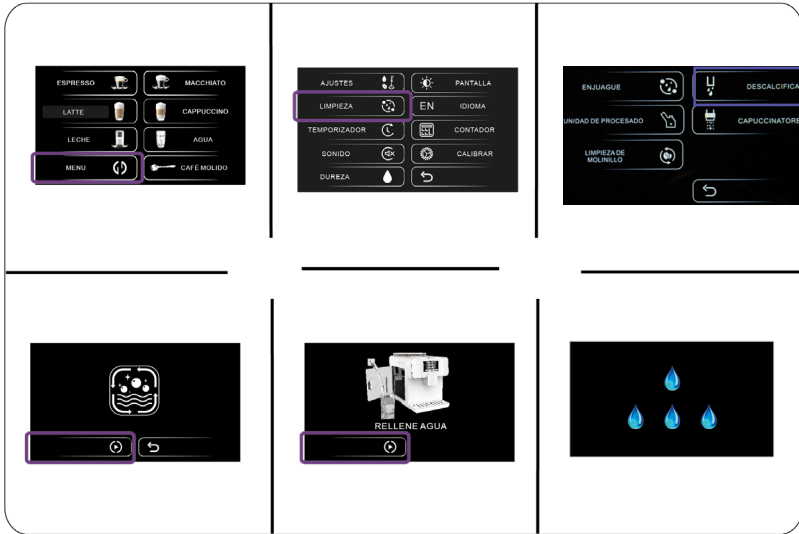 ESPRESSO MACCHIATO
LATTE CAPPUCCINO
LECHE AGUA
MENU CAFÉ MOLIDO
AJUSTES PANTALLA
LIMPIEZA EN IDIOMA
TEMPORIZADOR CONTADOR
SONIDO CALIBRAR
DUREZA
ENJUAGUE DESCALCIFICA
UNIDAD DE PROCESADO CAPUCCINATORE
LIMPIEZA DE
MOLINILLO
RELLENE AGUA